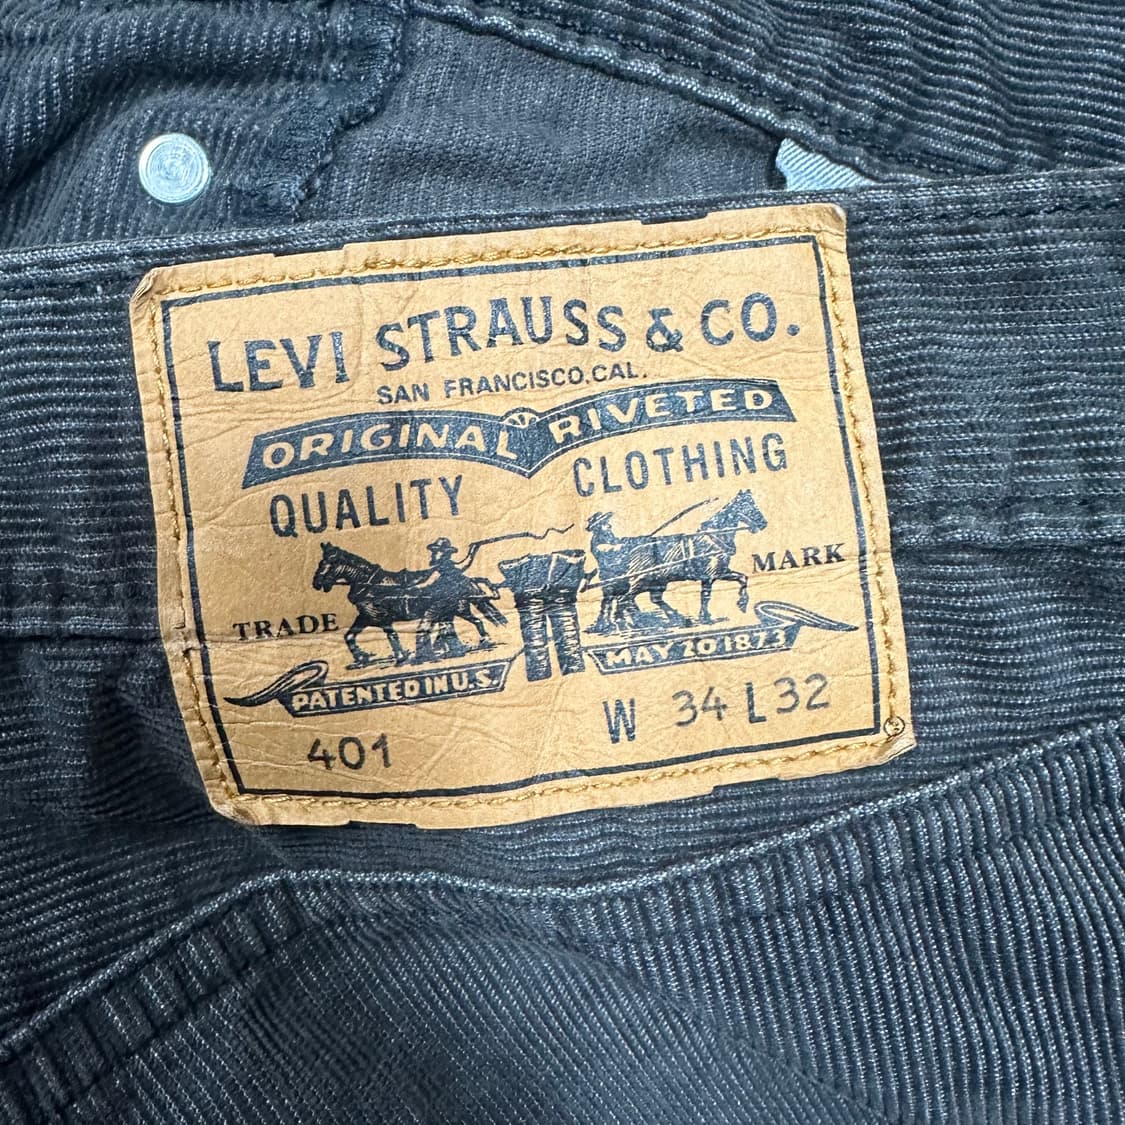 LEVI STRAUSS & CO.
SAN FRANCISCO, CAL.
ORIGINAL RIVETED
QUALITY CLOTHING
TRADE MARK
PATENTED IN U.S. MAY 20 1873
401 W 34 L 32